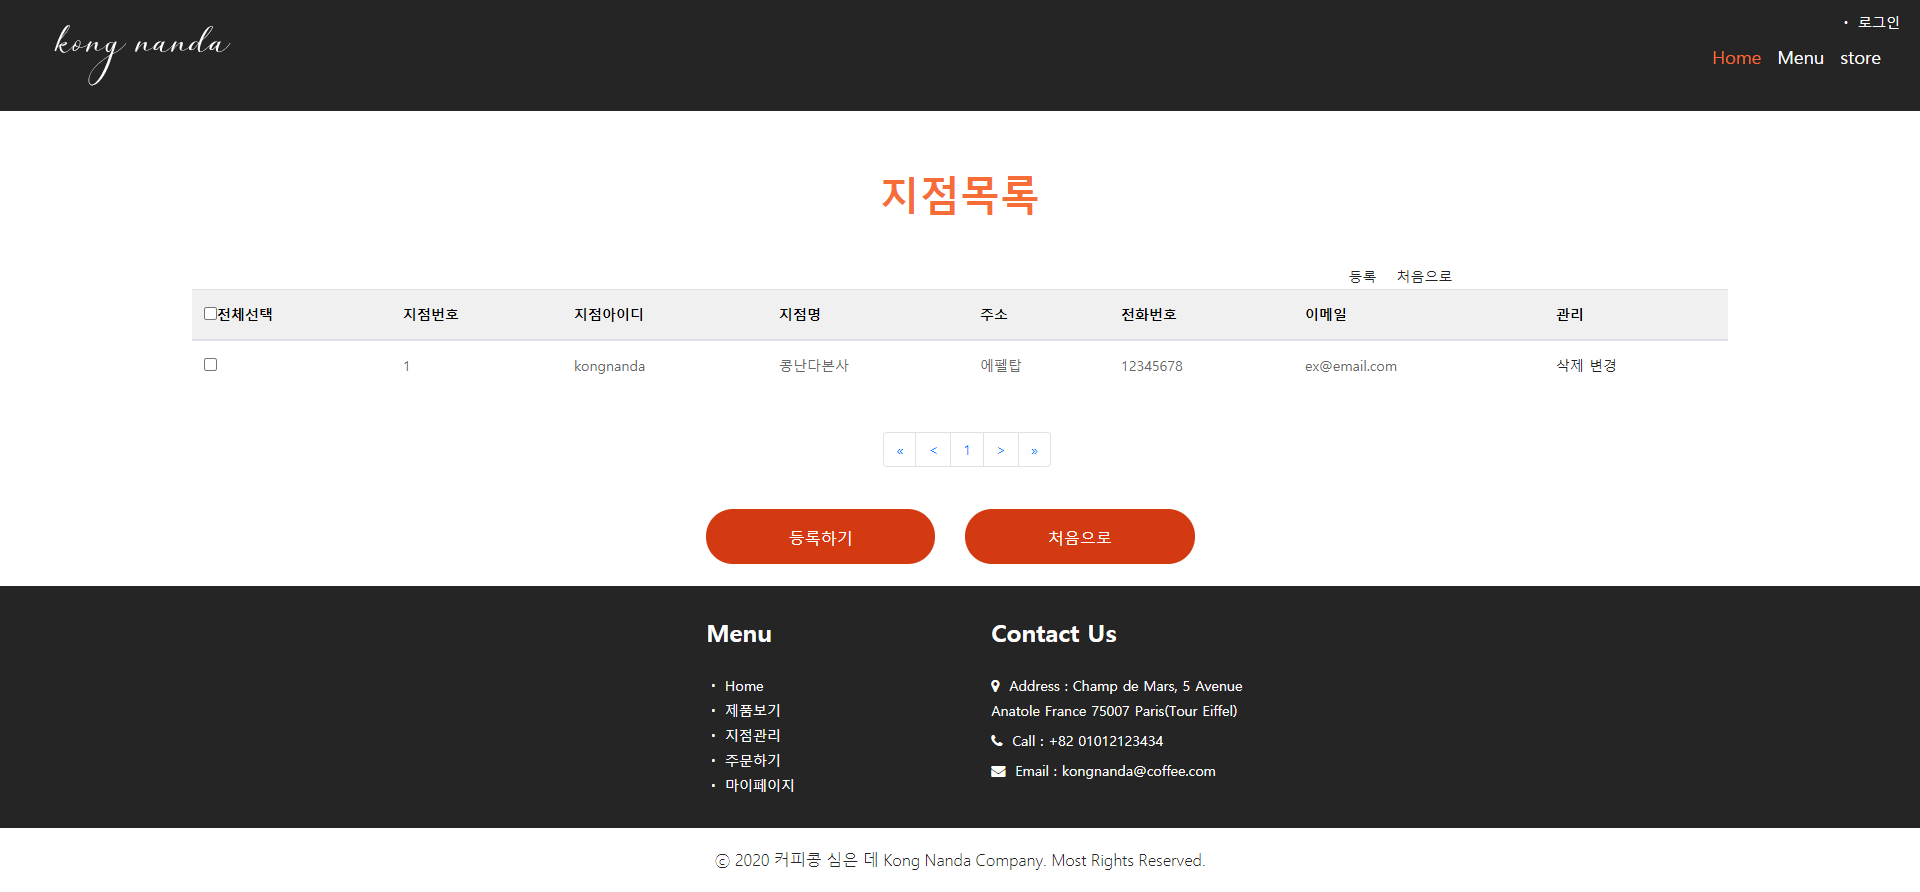 kong nanda
· 로그인
Home Menu store
지점목록
등록 처음으로
전체선택 지점번호 지점아이디 지점명 주소 전화번호 이메일 관리
1 kongnanda 콩난다본사 에펠탑 12345678 ex@email.com 삭제 변경
« < 1 > »
등록하기 처음으로
Menu
· Home
· 제품보기
· 지점관리
· 주문하기
· 마이페이지
Contact Us
Address : Champ de Mars, 5 Avenue
Anatole France 75007 Paris(Tour Eiffel)
Call : +82 01012123434
Email : kongnanda@coffee.com
ⓒ 2020 커피콩 심은 데 Kong Nanda Company. Most Rights Reserved.